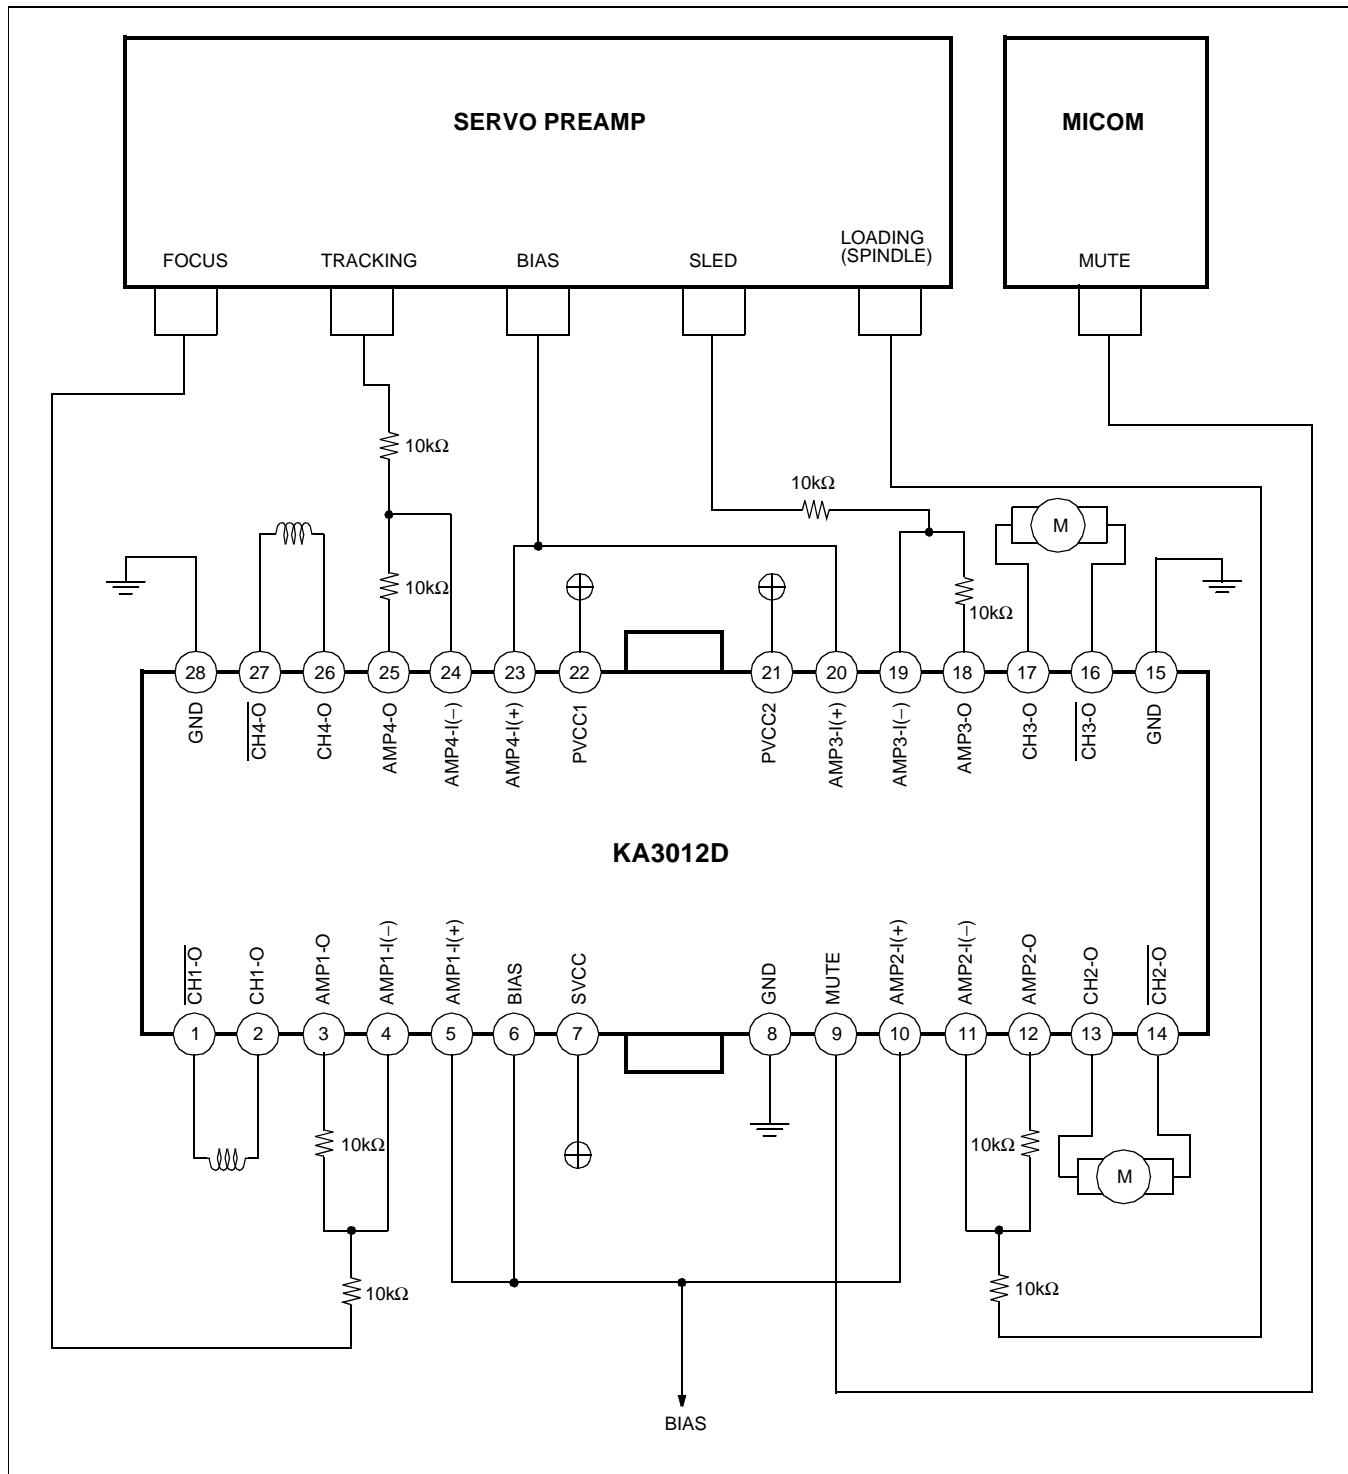 SERVO PREAMP
MICOM
FOCUS
TRACKING
BIAS
SLED
LOADING
(SPINDLE)
MUTE
10kΩ
10kΩ
M
10kΩ
10kΩ
28
27
26
25
24
23
22
21
20
19
18
17
16
15
GND
CH4-O
CH4-O
AMP4-O
AMP4-I(−)
AMP4-I(+)
PVCC1
PVCC2
AMP3-I(+)
AMP3-I(−)
AMP3-O
CH3-O
CH3-O
GND
KA3012D
CH1-O
CH1-O
AMP1-O
AMP1-I(−)
AMP1-I(+)
BIAS
SVCC
GND
MUTE
AMP2-I(+)
AMP2-I(−)
AMP2-O
CH2-O
CH2-O
1
2
3
4
5
6
7
8
9
10
11
12
13
14
10kΩ
10kΩ
M
10kΩ
10kΩ
BIAS